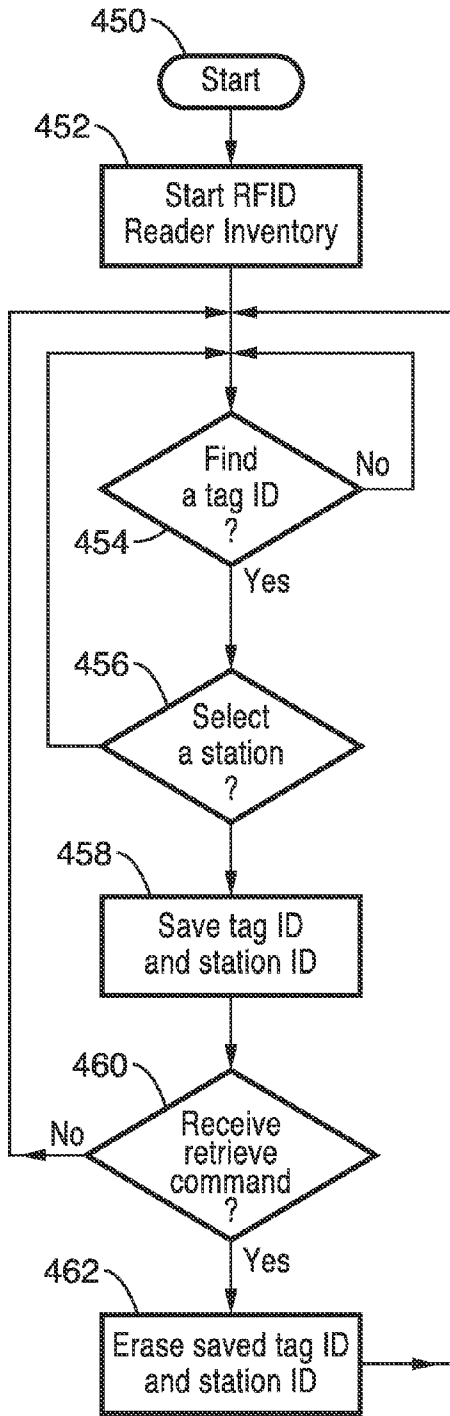 450
Start
452
Start RFID
Reader Inventory
Find
a tag ID
?
No
454
Yes
456
Select
a station
?
458
Save tag ID
and station ID
460
No
Receive
retrieve
command
?
Yes
462
Erase saved tag ID
and station ID